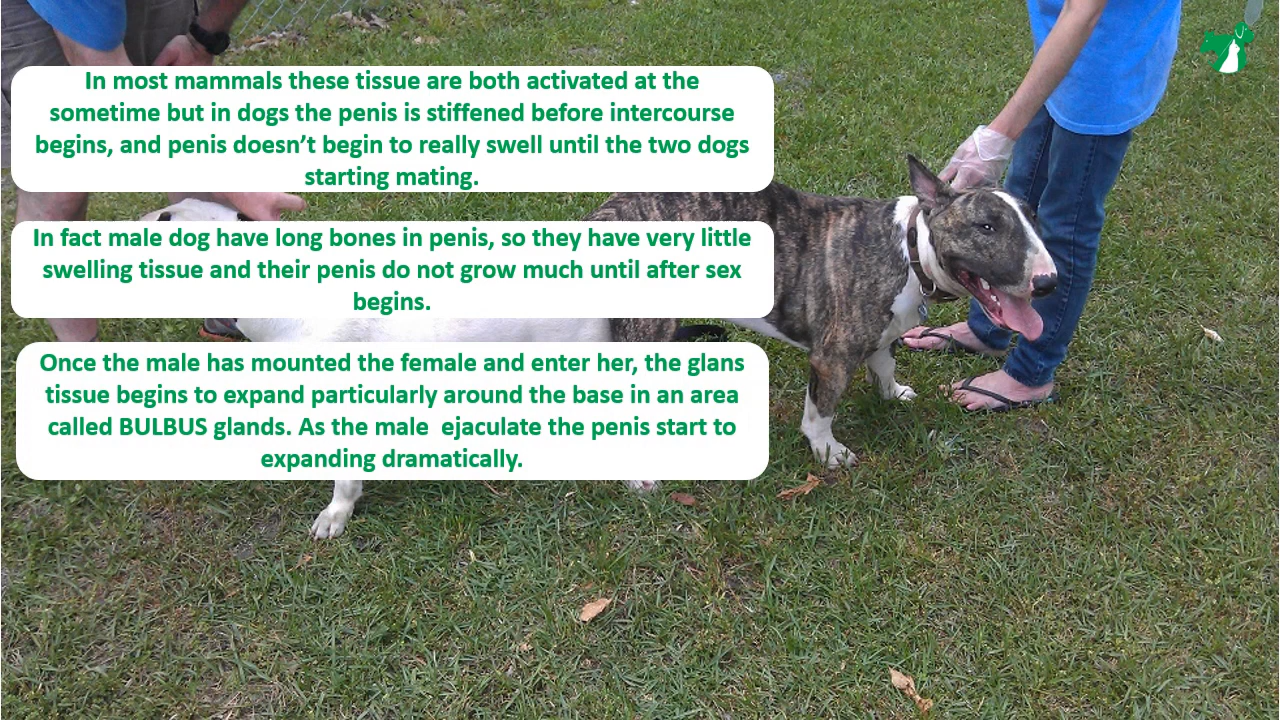 In most mammals these tissue are both activated at the
sometime but in dogs the penis is stiffened before intercourse
begins, and penis doesn’t begin to really swell until the two dogs
starting mating.
In fact male dog have long bones in penis, so they have very little
swelling tissue and their penis do not grow much until after sex
begins.
Once the male has mounted the female and enter her, the glans
tissue begins to expand particularly around the base in an area
called BULBUS glands. As the male  ejaculate the penis start to
expanding dramatically.